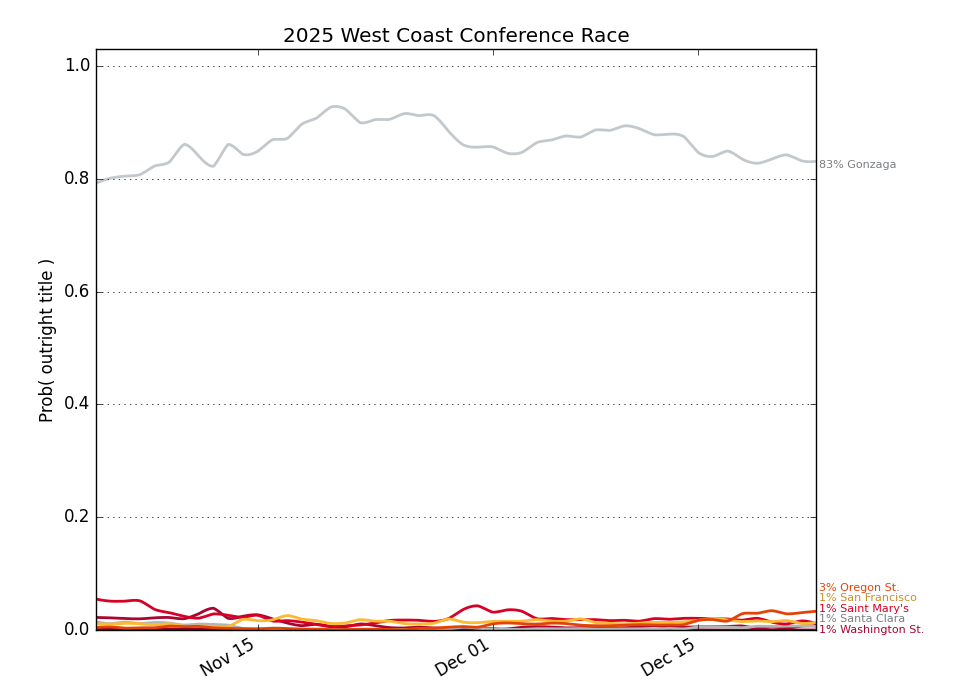 2025 West Coast Conference Race
Prob( outright title )
1.0
0.8
0.6
0.4
0.2
0.0
Nov 15
Dec 01
Dec 15
83% Gonzaga
3% Oregon St.
1% San Francisco
1% Saint Mary's
1% Santa Clara
1% Washington St.